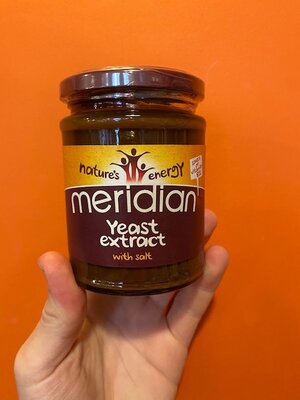 nature's energy
meridian
Yeast
extract
with salt